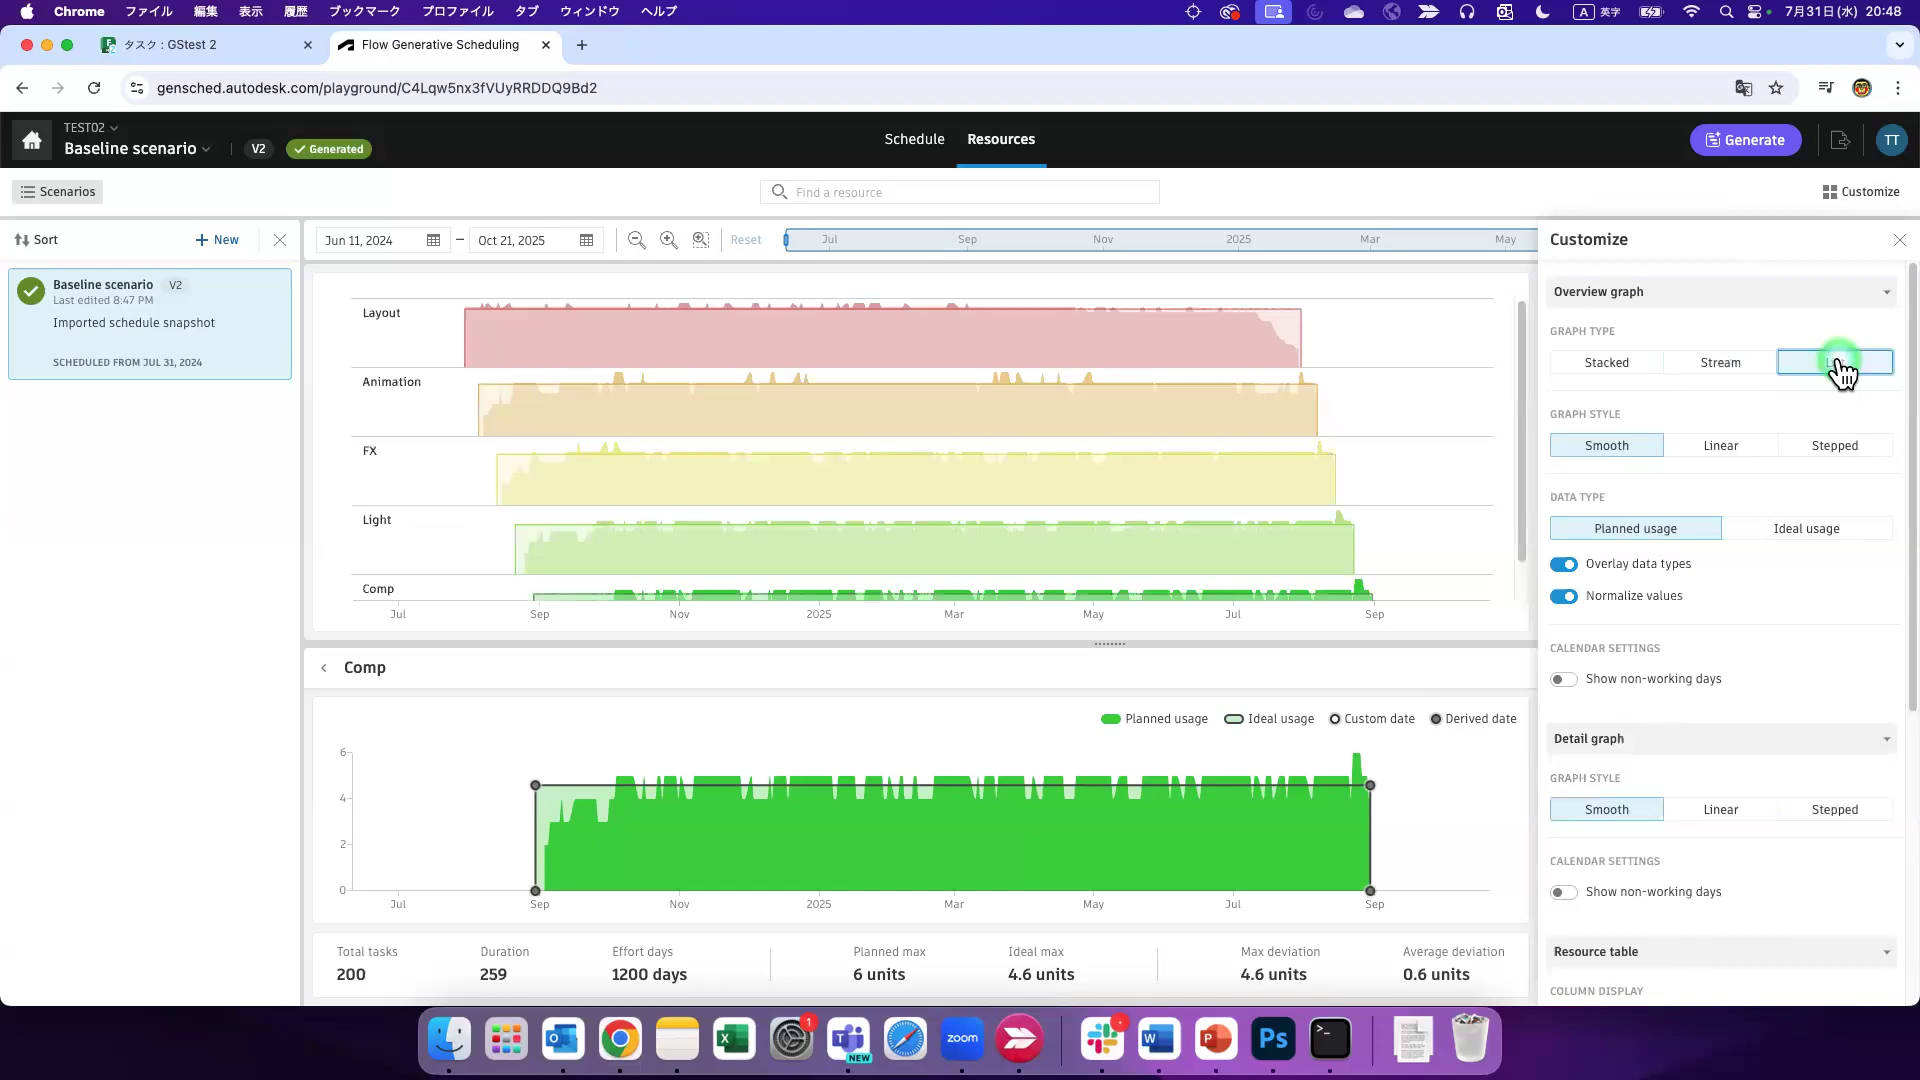 Chrome ファイル 編集 表示 履歴 ブックマーク プロファイル タブ ウィンドウ ヘルプ A 英字 7月31日(水) 20:48
タスク : GStest 2 Flow Generative Scheduling
gensched.autodesk.com/playground/C4Lqw5nx3fVUyRRDDQ9Bd2
TEST02
Baseline scenario V2 Generated Schedule Resources Generate TT
Scenarios Find a resource Customize
Sort New Jun 11, 2024 – Oct 21, 2025 Reset Jul Sep Nov 2025 Mar May
Baseline scenario V2
Last edited 8:47 PM
Imported schedule snapshot
SCHEDULED FROM JUL 31, 2024
Layout
Animation
FX
Light
Comp
Jul Sep Nov 2025 Mar May Jul Sep
Comp
Planned usage Ideal usage Custom date Derived date
6
4
2
0
Jul Sep Nov 2025 Mar May Jul Sep
Total tasks Duration Effort days Planned max Ideal max Max deviation Average deviation
200 259 1200 days 6 units 4.6 units 4.6 units 0.6 units
Customize
Overview graph
GRAPH TYPE
Stacked Stream
GRAPH STYLE
Smooth Linear Stepped
DATA TYPE
Planned usage Ideal usage
Overlay data types
Normalize values
CALENDAR SETTINGS
Show non-working days
Detail graph
GRAPH STYLE
Smooth Linear Stepped
CALENDAR SETTINGS
Show non-working days
Resource table
COLUMN DISPLAY
1 NEW zoom Ps